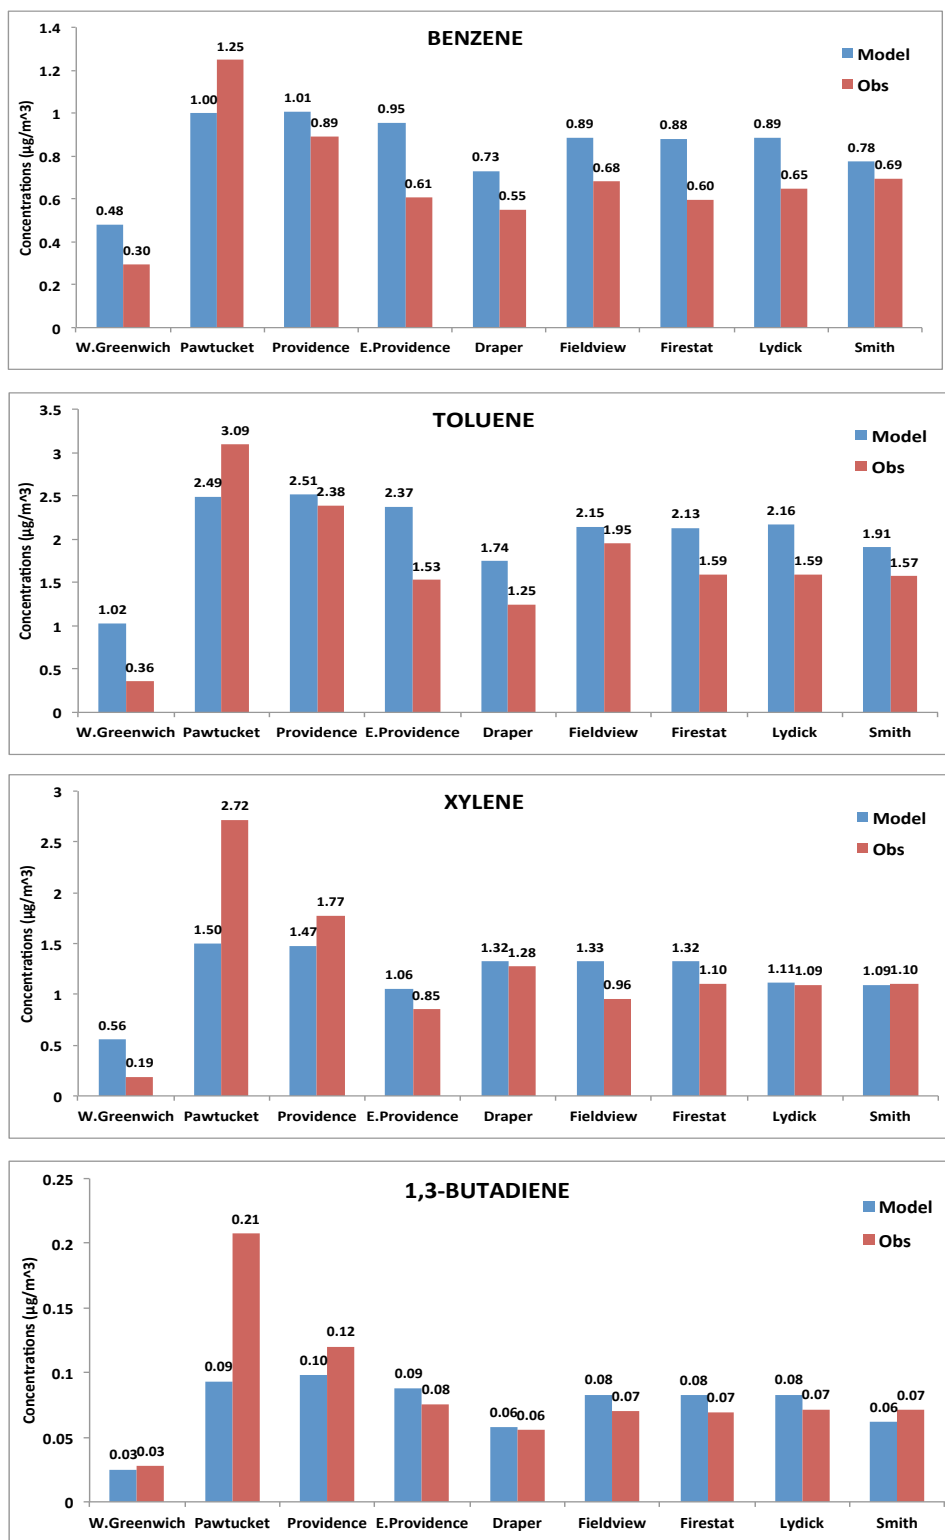 BENZENE
Concentrations (µg/m^3)
1.4
1.2
1
0.8
0.6
0.4
0.2
0
Model
Obs
0.48 0.30 1.00 1.25 1.01 0.89 0.95 0.61 0.73 0.55 0.89 0.68 0.88 0.60 0.89 0.65 0.78 0.69
W.Greenwich Pawtucket Providence E.Providence Draper Fieldview Firestat Lydick Smith
TOLUENE
Concentrations (µg/m^3)
3.5
3
2.5
2
1.5
1
0.5
0
Model
Obs
1.02 0.36 2.49 3.09 2.51 2.38 2.37 1.53 1.74 1.25 2.15 1.95 2.13 1.59 2.16 1.59 1.91 1.57
W.Greenwich Pawtucket Providence E.Providence Draper Fieldview Firestat Lydick Smith
XYLENE
Concentrations (µg/m^3)
3
2.5
2
1.5
1
0.5
0
Model
Obs
0.56 0.19 1.50 2.72 1.47 1.77 1.06 0.85 1.32 1.28 1.33 0.96 1.32 1.10 1.11 1.09 1.09 1.10
W.Greenwich Pawtucket Providence E.Providence Draper Fieldview Firestat Lydick Smith
1,3-BUTADIENE
Concentrations (µg/m^3)
0.25
0.2
0.15
0.1
0.05
0
Model
Obs
0.03 0.03 0.09 0.21 0.10 0.12 0.09 0.08 0.06 0.06 0.08 0.07 0.08 0.07 0.08 0.07 0.06 0.07
W.Greenwich Pawtucket Providence E.Providence Draper Fieldview Firestat Lydick Smith